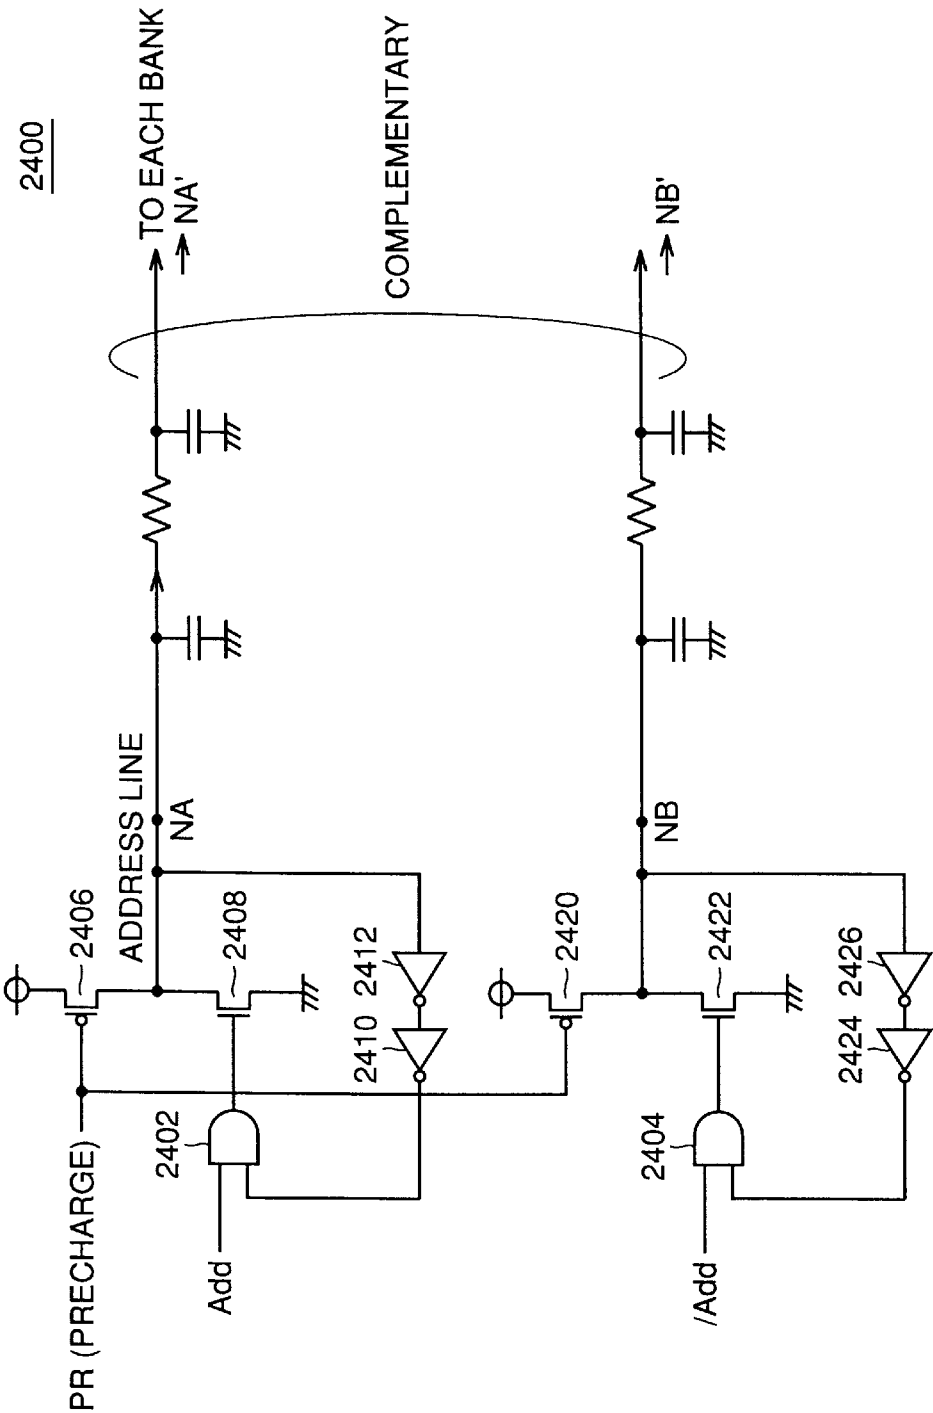 2400
TO EACH BANK
NA'
COMPLEMENTARY
NB'
ADDRESS LINE
NA
NB
2406
2408
2412
2410
2402
2420
2422
2426
2424
2404
PR (PRECHARGE)
Add
/Add